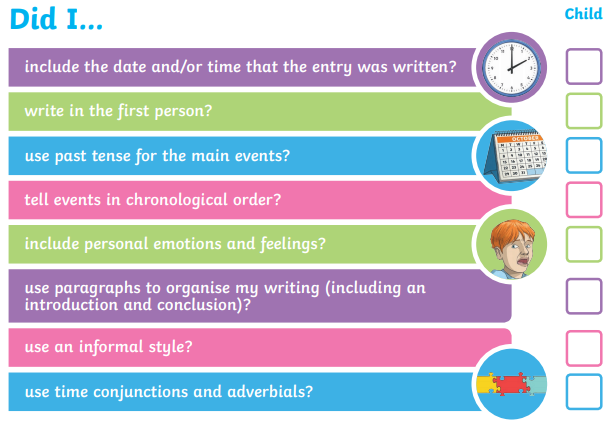 Did I...
Child
include the date and/or time that the entry was written?
write in the first person?
use past tense for the main events?
OCTOBER
tell events in chronological order?
include personal emotions and feelings?
use paragraphs to organise my writing (including an
introduction and conclusion)?
use an informal style?
use time conjunctions and adverbials?